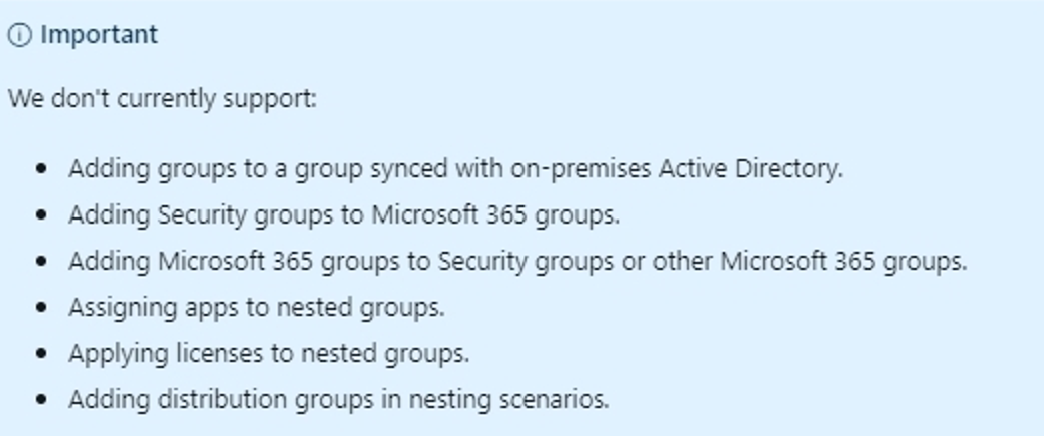 Important
We don't currently support:
• Adding groups to a group synced with on-premises Active Directory.
• Adding Security groups to Microsoft 365 groups.
• Adding Microsoft 365 groups to Security groups or other Microsoft 365 groups.
• Assigning apps to nested groups.
• Applying licenses to nested groups.
• Adding distribution groups in nesting scenarios.